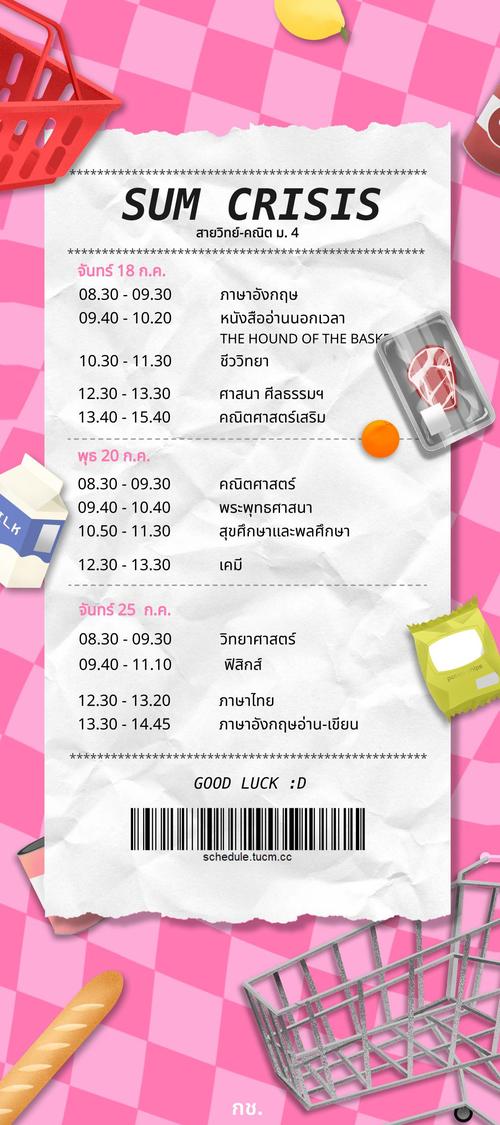 ********************************************************
SUM CRISIS
สายวิทย์-คณิต ม. 4
********************************************************
จันทร์ 18 ก.ค.
08.30 - 09.30 ภาษาอังกฤษ
09.40 - 10.20 หนังสืออ่านนอกเวลา
THE HOUND OF THE BASKE
10.30 - 11.30 ชีววิทยา
12.30 - 13.30 ศาสนา ศีลธรรมฯ
13.40 - 15.40 คณิตศาสตร์เสริม
พุธ 20 ก.ค.
08.30 - 09.30 คณิตศาสตร์
09.40 - 10.40 พระพุทธศาสนา
10.50 - 11.30 สุขศึกษาและพลศึกษา
12.30 - 13.30 เคมี
จันทร์ 25 ก.ค.
08.30 - 09.30 วิทยาศาสตร์
09.40 - 11.10 ฟิสิกส์
12.30 - 13.20 ภาษาไทย
13.30 - 14.45 ภาษาอังกฤษอ่าน-เขียน
********************************************************
GOOD LUCK :D
schedule.tucm.cc
กช.